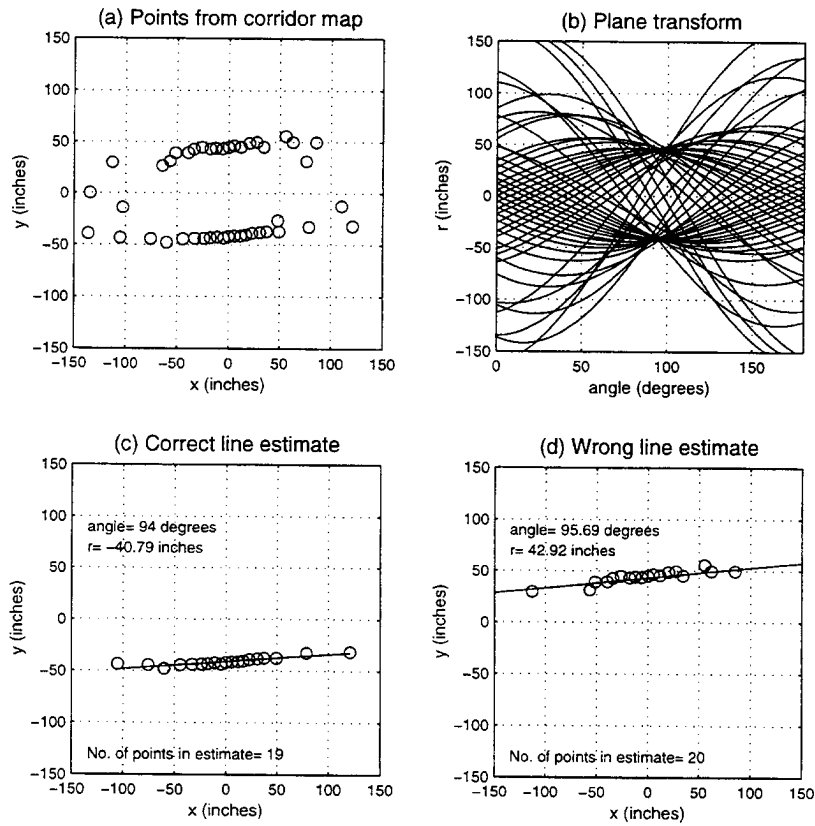 (a) Points from corridor map
150
100
50
0
−50
−100
−150
−150 −100 −50 0 50 100 150
x (inches)
y (inches)
(b) Plane transform
150
100
50
0
−50
−100
−150
0 50 100 150
angle (degrees)
r (inches)
(c) Correct line estimate
150
100
50
0
−50
−100
−150
angle= 94 degrees
r= −40.79 inches
No. of points in estimate= 19
−150 −100 −50 0 50 100 150
x (inches)
y (inches)
(d) Wrong line estimate
150
100
50
0
−50
−100
−150
angle= 95.69 degrees
r= 42.92 inches
No. of points in estimate= 20
−150 −100 −50 0 50 100 150
x (inches)
y (inches)